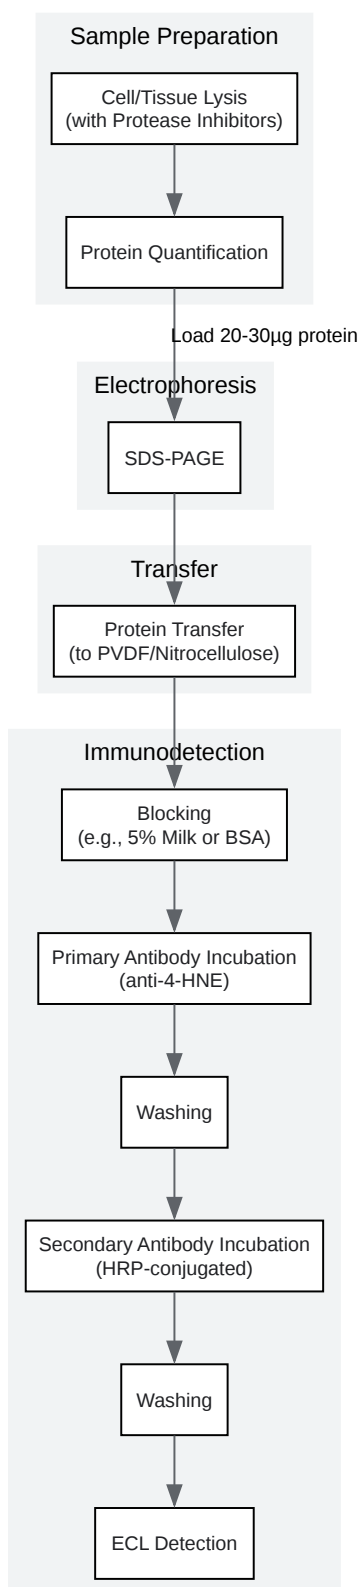 Sample Preparation
Cell/Tissue Lysis
(with Protease Inhibitors)
Protein Quantification
Load 20-30µg protein
Electrophoresis
SDS-PAGE
Transfer
Protein Transfer
(to PVDF/Nitrocellulose)
Immunodetection
Blocking
(e.g., 5% Milk or BSA)
Primary Antibody Incubation
(anti-4-HNE)
Washing
Secondary Antibody Incubation
(HRP-conjugated)
Washing
ECL Detection